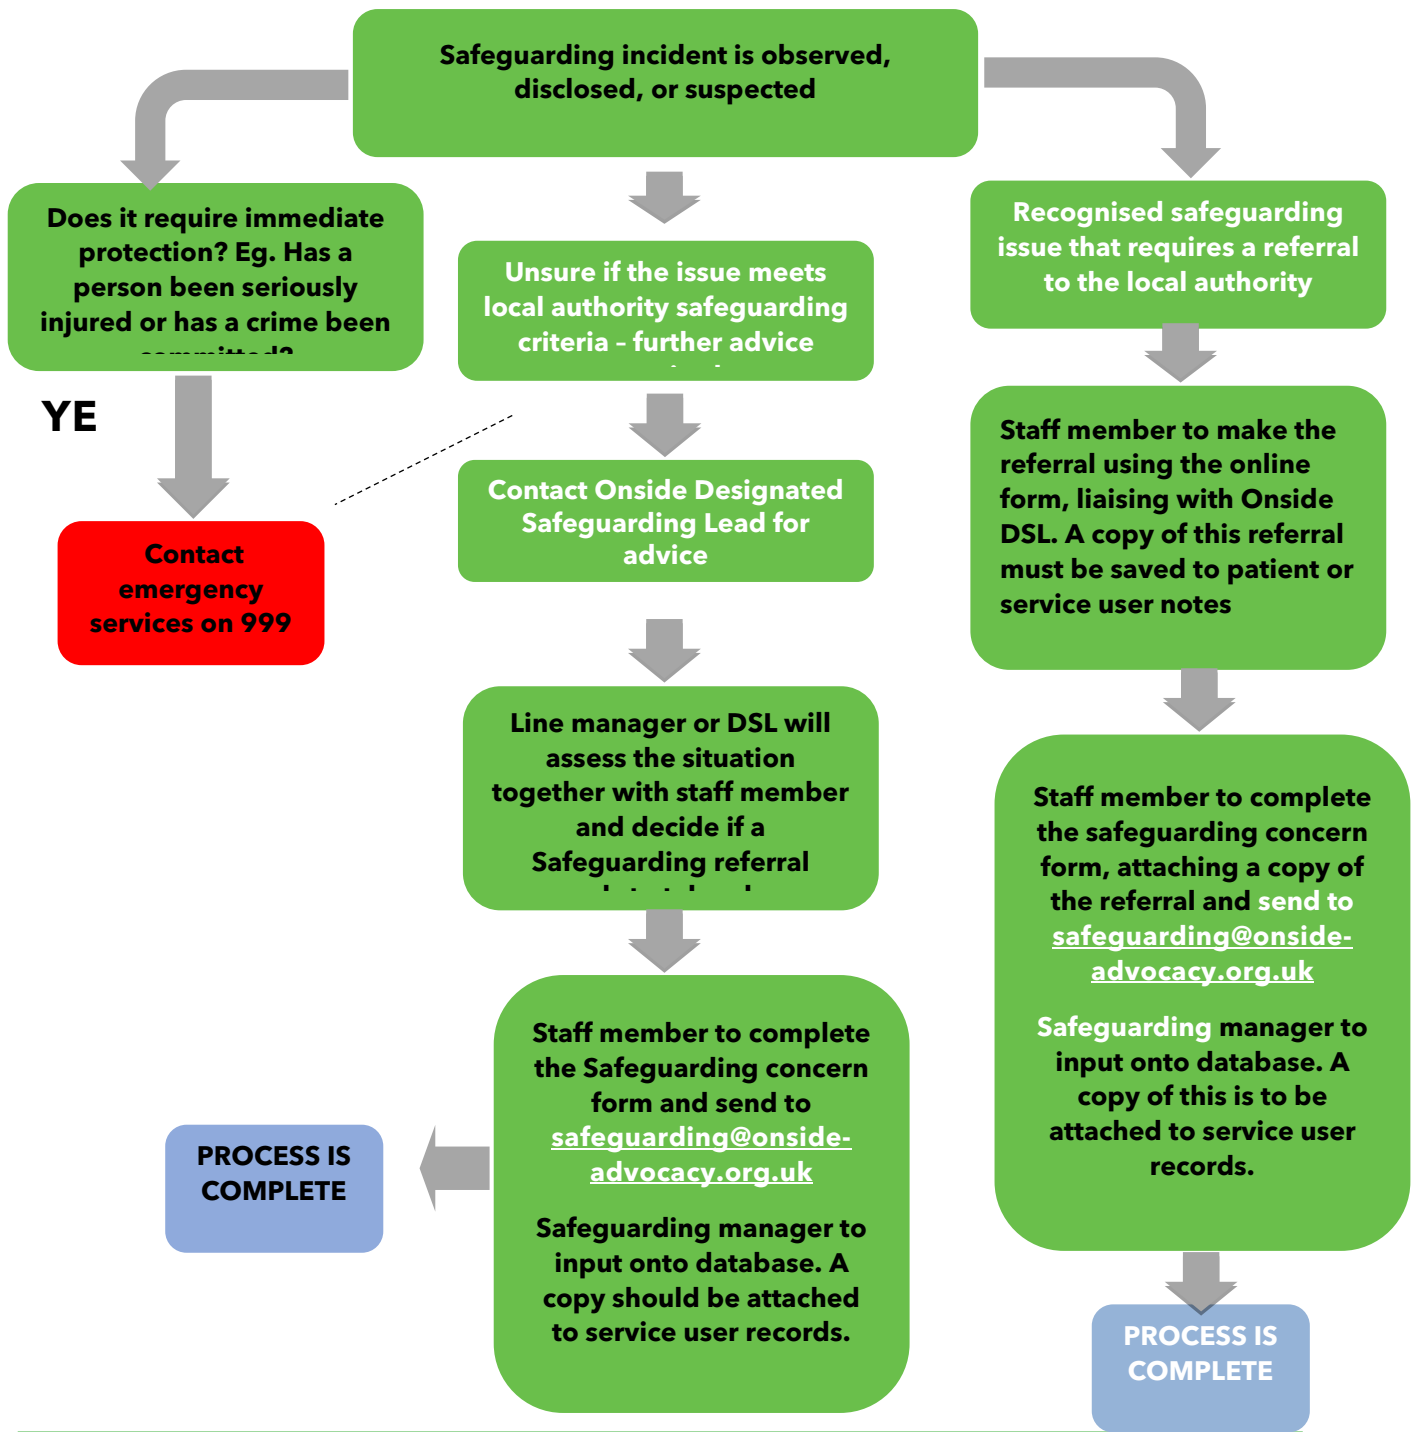 Safeguarding incident is observed,
disclosed, or suspected
Does it require immediate
protection? Eg. Has a
person been seriously
injured or has a crime been
committed?
YE
Contact
emergency
services on 999
Unsure if the issue meets
local authority safeguarding
criteria – further advice
Contact Onside Designated
Safeguarding Lead for
advice
Line manager or DSL will
assess the situation
together with staff member
and decide if a
Safeguarding referral
Staff member to complete
the Safeguarding concern
form and send to
safeguarding@onside-
advocacy.org.uk
Safeguarding manager to
input onto database. A
copy should be attached
to service user records.
PROCESS IS
COMPLETE
Recognised safeguarding
issue that requires a referral
to the local authority
Staff member to make the
referral using the online
form, liaising with Onside
DSL. A copy of this referral
must be saved to patient or
service user notes
Staff member to complete
the safeguarding concern
form, attaching a copy of
the referral and send to
safeguarding@onside-
advocacy.org.uk
Safeguarding manager to
input onto database. A
copy of this is to be
attached to service user
records.
PROCESS IS
COMPLETE